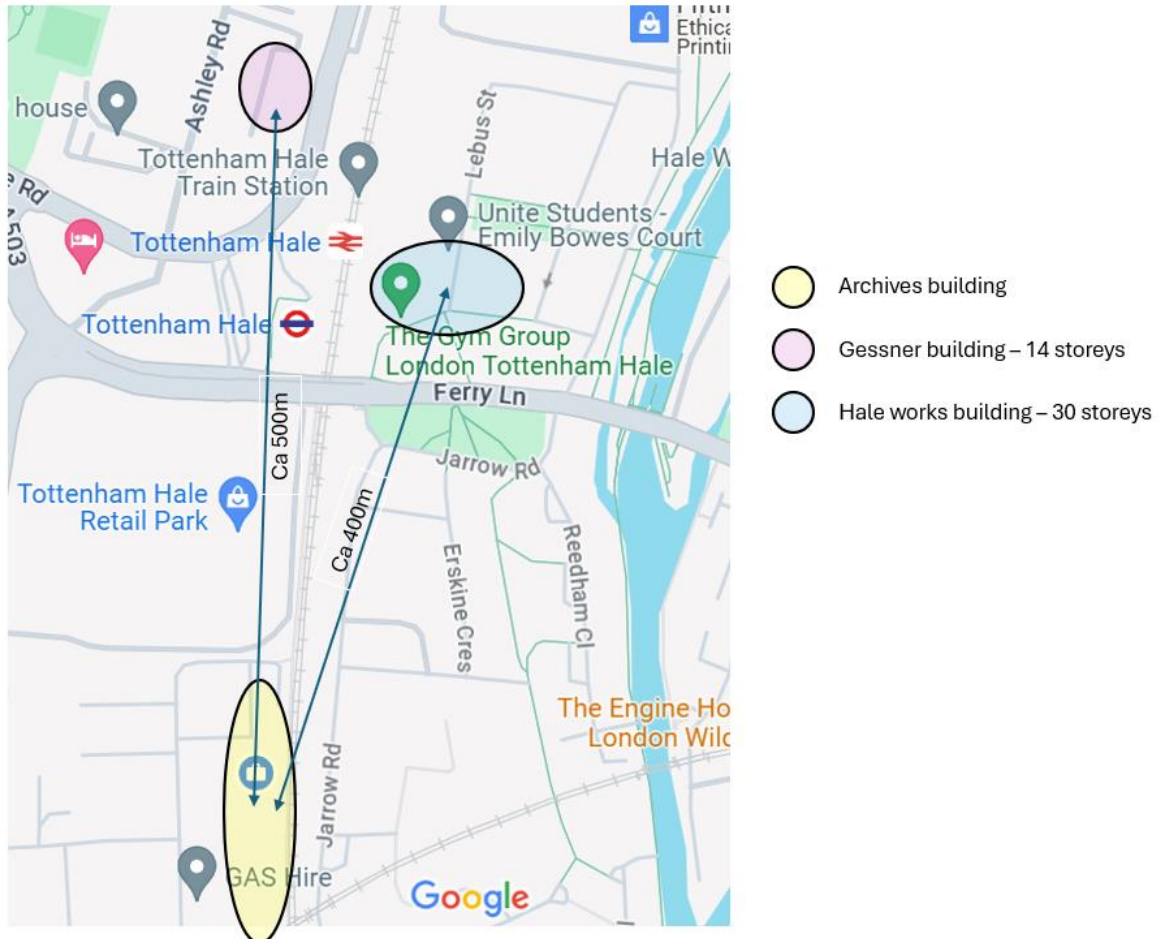 Ethica
Printi
Ashley Rd
house
Lebus St
Tottenham Hale
Train Station
Hale W
e Rd
A503
Unite Students -
Emily Bowes Court
Tottenham Hale
Tottenham Hale
The Gym Group
London Tottenham Hale
Ferry Ln
Ca 500m
Jarrow Rd
Tottenham Hale
Retail Park
Ca 400m
Erskine Cres
Reedham Cl
The Engine Ho
London Wild
Jarrow Rd
GAS Hire
Google
Archives building
Gessner building – 14 storeys
Hale works building – 30 storeys